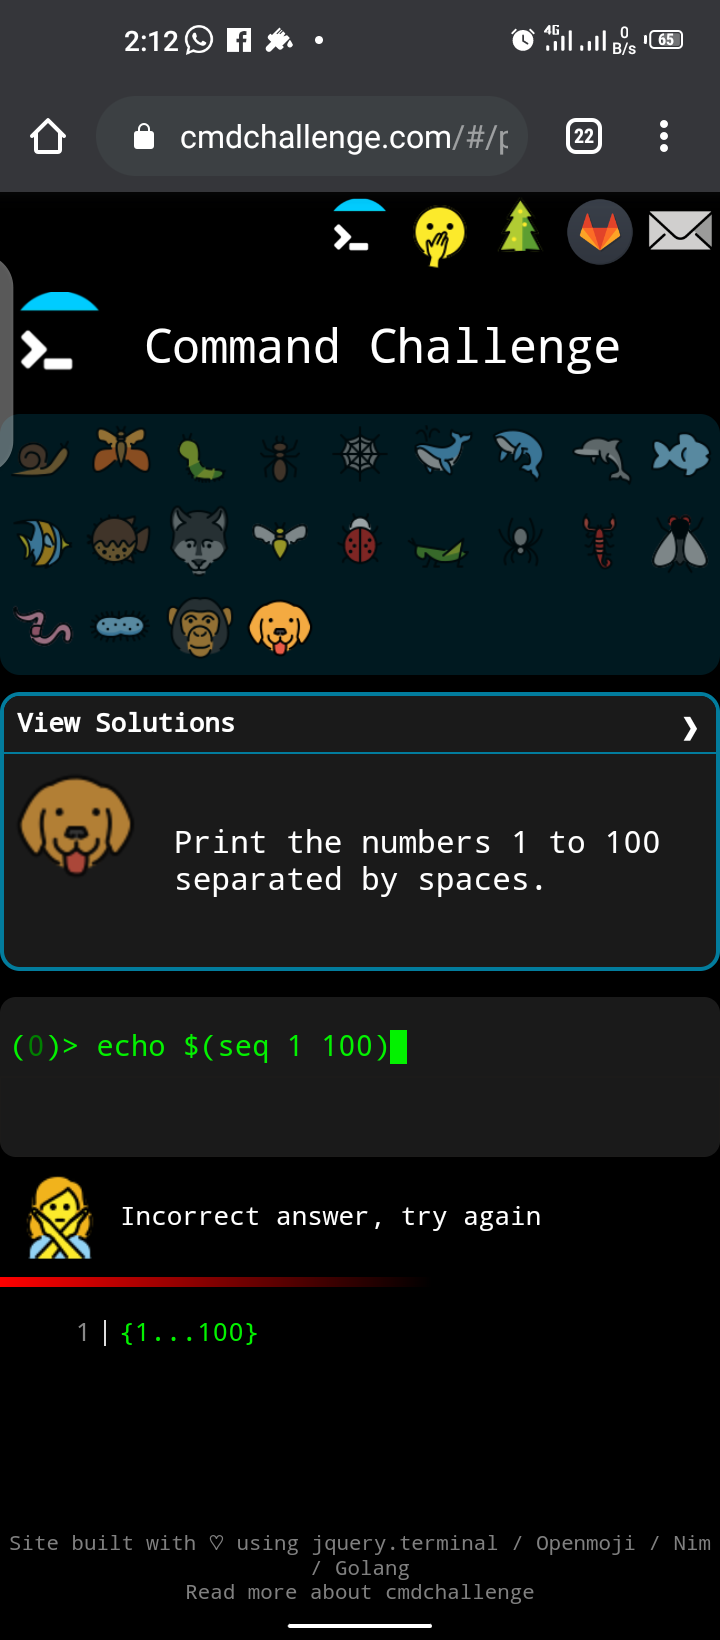 2:12
4G
0
B/s
65
cmdchallenge.com/#/p
22
Command Challenge
View Solutions
Print the numbers 1 to 100
separated by spaces.
(0)> echo $(seq 1 100)
Incorrect answer, try again
1 | {1...100}
Site built with ♡ using jquery.terminal / Openmoji / Nim
/ Golang
Read more about cmdchallenge